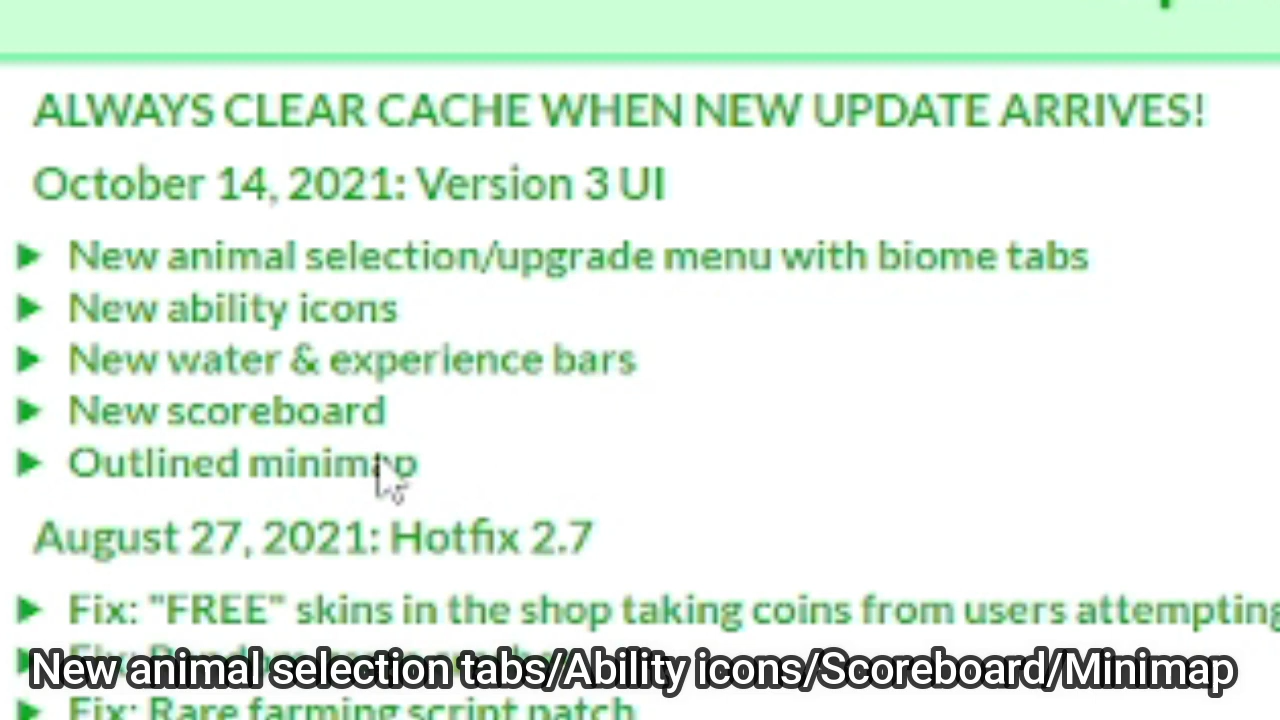 ALWAYS CLEAR CACHE WHEN NEW UPDATE ARRIVES!
October 14, 2021: Version 3 UI
► New animal selection/upgrade menu with biome tabs
► New ability icons
► New water & experience bars
► New scoreboard
► Outlined minimap
August 27, 2021: Hotfix 2.7
► Fix: "FREE" skins in the shop taking coins from users attempting
New animal selection tabs/Ability icons/Scoreboard/Minimap
Fix: Rare farming script patch